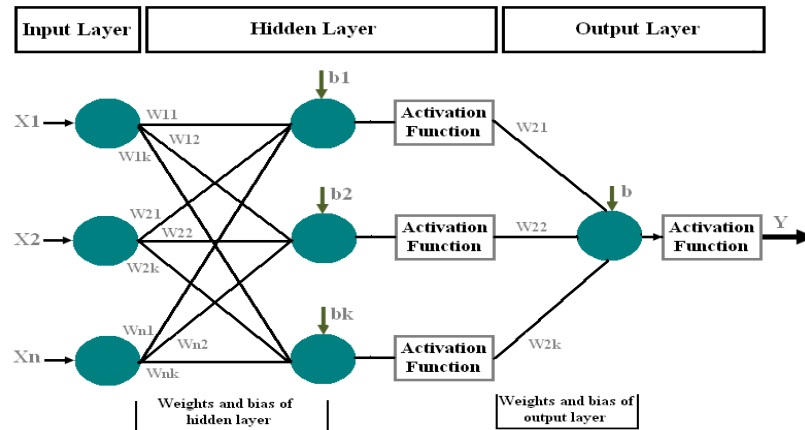 Input Layer
Hidden Layer
Output Layer
b1
X1
W11
W12
W1k
Activation
Function
W21
b2
b
X2
W21
W22
W2k
Activation
Function
W22
Activation
Function
Y
bk
Xn
Wn1
Wn2
Wnk
Activation
Function
W2k
Weights and bias of
hidden layer
Weights and bias of
output layer